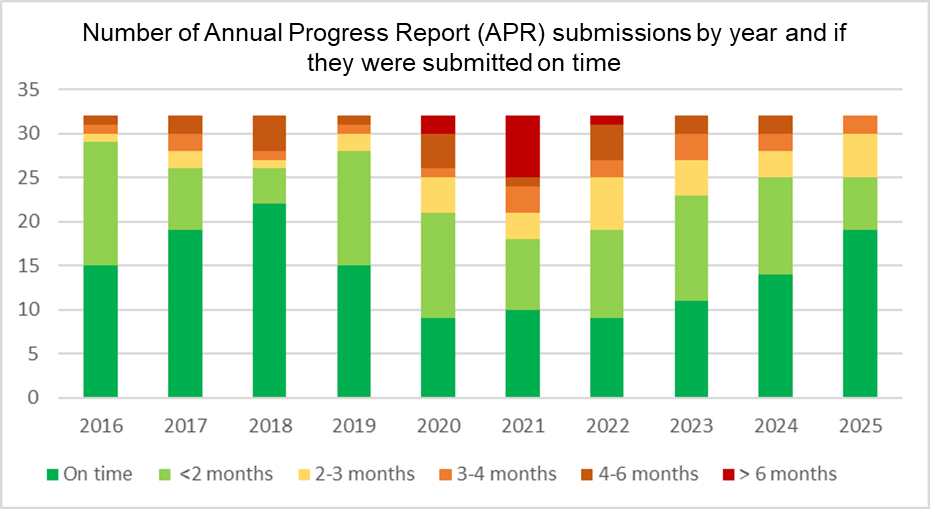 Number of Annual Progress Report (APR) submissions by year and if
they were submitted on time
35
30
25
20
15
10
5
0
2016 2017 2018 2019 2020 2021 2022 2023 2024 2025
On time <2 months 2-3 months 3-4 months 4-6 months > 6 months